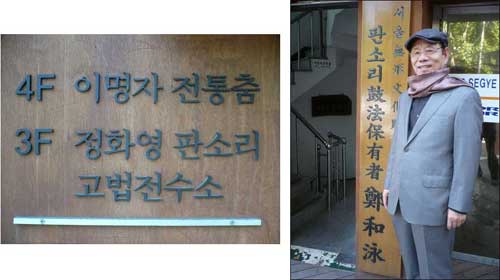 4F 이명자 전통춤
3F 정화영 판소리
고법전수소
서울無形文化
판소리鼓法保有者 鄭和泳
SEGYE